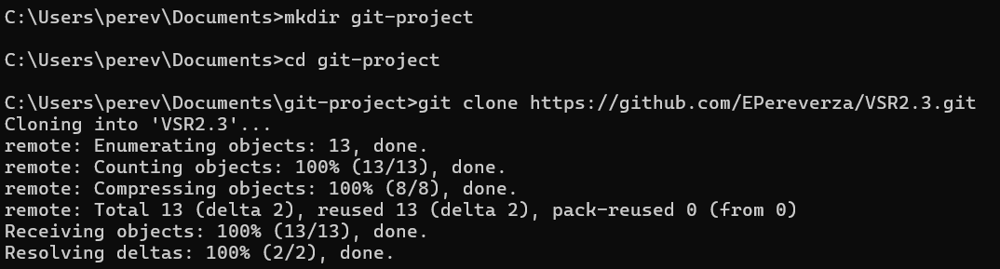 C:\Users\perev\Documents>mkdir git-project
C:\Users\perev\Documents>cd git-project
C:\Users\perev\Documents\git-project>git clone https://github.com/EPereverza/VSR2.3.git
Cloning into 'VSR2.3'...
remote: Enumerating objects: 13, done.
remote: Counting objects: 100% (13/13), done.
remote: Compressing objects: 100% (8/8), done.
remote: Total 13 (delta 2), reused 13 (delta 2), pack-reused 0 (from 0)
Receiving objects: 100% (13/13), done.
Resolving deltas: 100% (2/2), done.